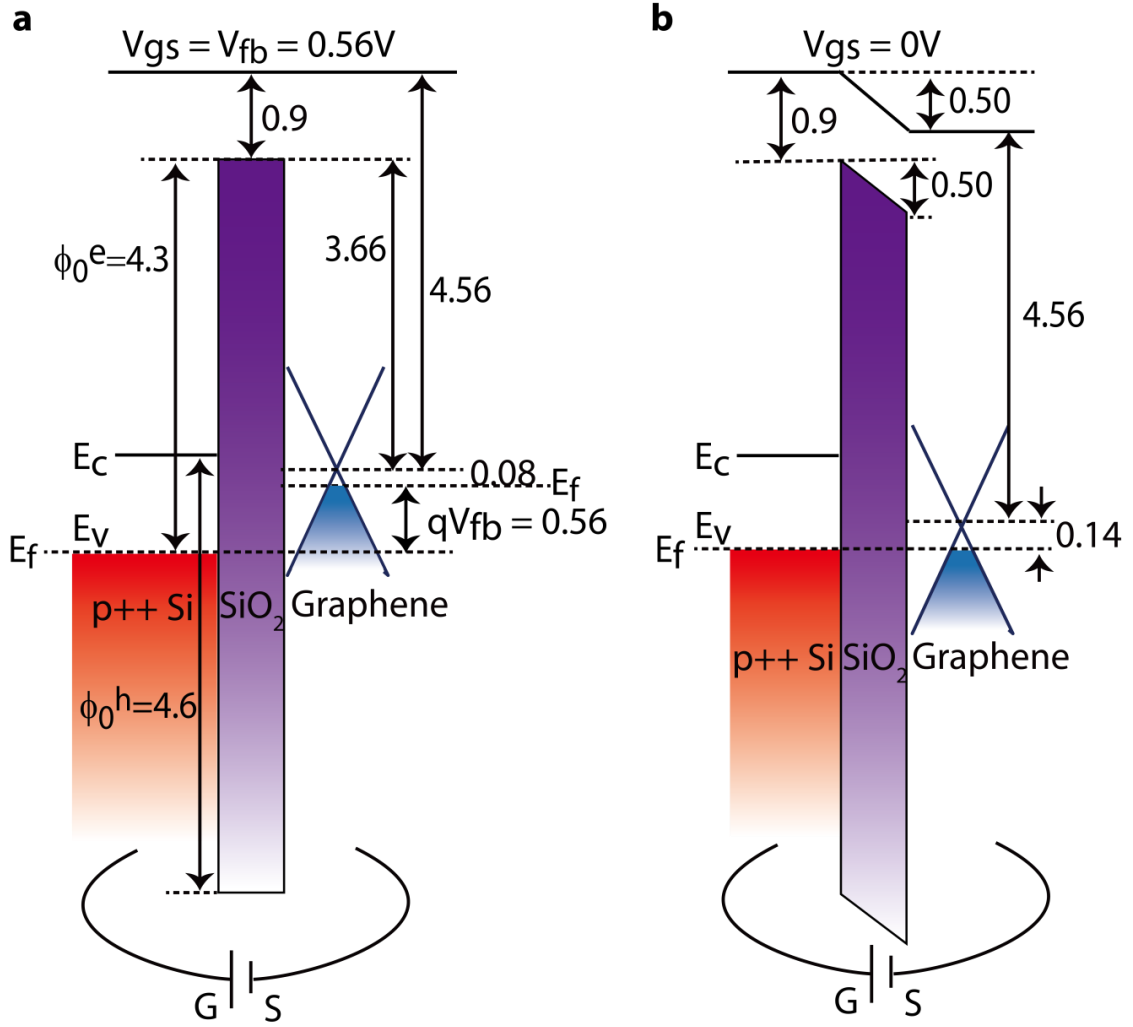 a
Vgs = Vfb = 0.56V
0.9
ϕ₀ᵉ=4.3
3.66
4.56
Ec
0.08
Ef
Ev
qVfb = 0.56
Ef
p++ Si
SiO₂
Graphene
ϕ₀ʰ=4.6
G
S
b
Vgs = 0V
0.50
0.9
0.50
4.56
Ec
Ev
0.14
Ef
p++ Si
SiO₂
Graphene
G
S